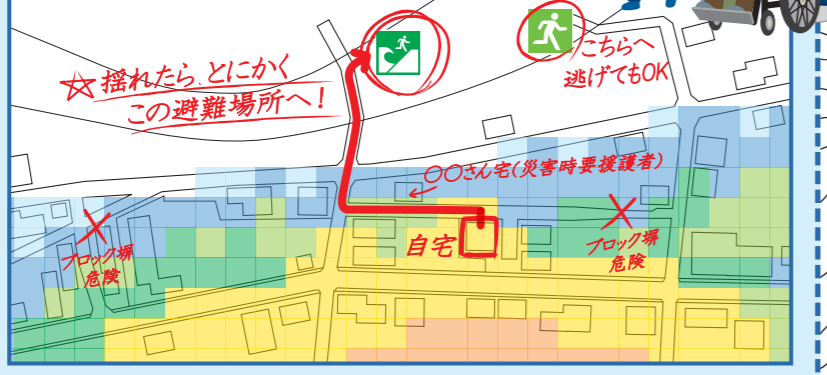 ☆揺れたら、とにかく
この避難場所へ！
こちらへ
逃げてもOK
○○さん宅(災害時要援護者)
ブロック塀
危険
自宅
ブロック塀
危険